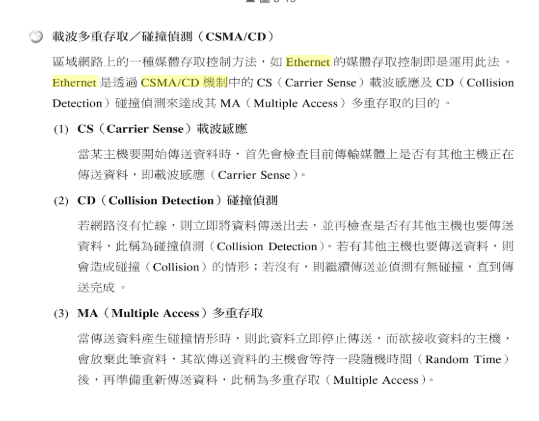 載波多重存取／碰撞偵測（CSMA/CD）
區域網路上的一種媒體存取控制方法，如 Ethernet 的媒體存取控制即是運用此法。
Ethernet 是透過 CSMA/CD 機制中的 CS（Carrier Sense）載波感應及 CD（Collision
Detection）碰撞偵測來達成其 MA（Multiple Access）多重存取的目的。
(1) CS（Carrier Sense）載波感應
當某主機要開始傳送資料時，首先會檢查目前傳輸媒體上是否有其他主機正在
傳送資料，即載波感應（Carrier Sense）。
(2) CD（Collision Detection）碰撞偵測
若網路沒有忙線，則立即將資料傳送出去，並再檢查是否有其他主機也要傳送
資料，此稱為碰撞偵測（Collision Detection）。若有其他主機也要傳送資料，則
會造成碰撞（Collision）的情形；若沒有，則繼續傳送並偵測有無碰撞，直到傳
送完成。
(3) MA（Multiple Access）多重存取
當傳送資料產生碰撞情形時，則此資料立即停止傳送，而欲接收資料的主機，
會放棄此筆資料，其欲傳送資料的主機會等待一段隨機時間（Random Time）
後，再準備重新傳送資料，此稱為多重存取（Multiple Access）。